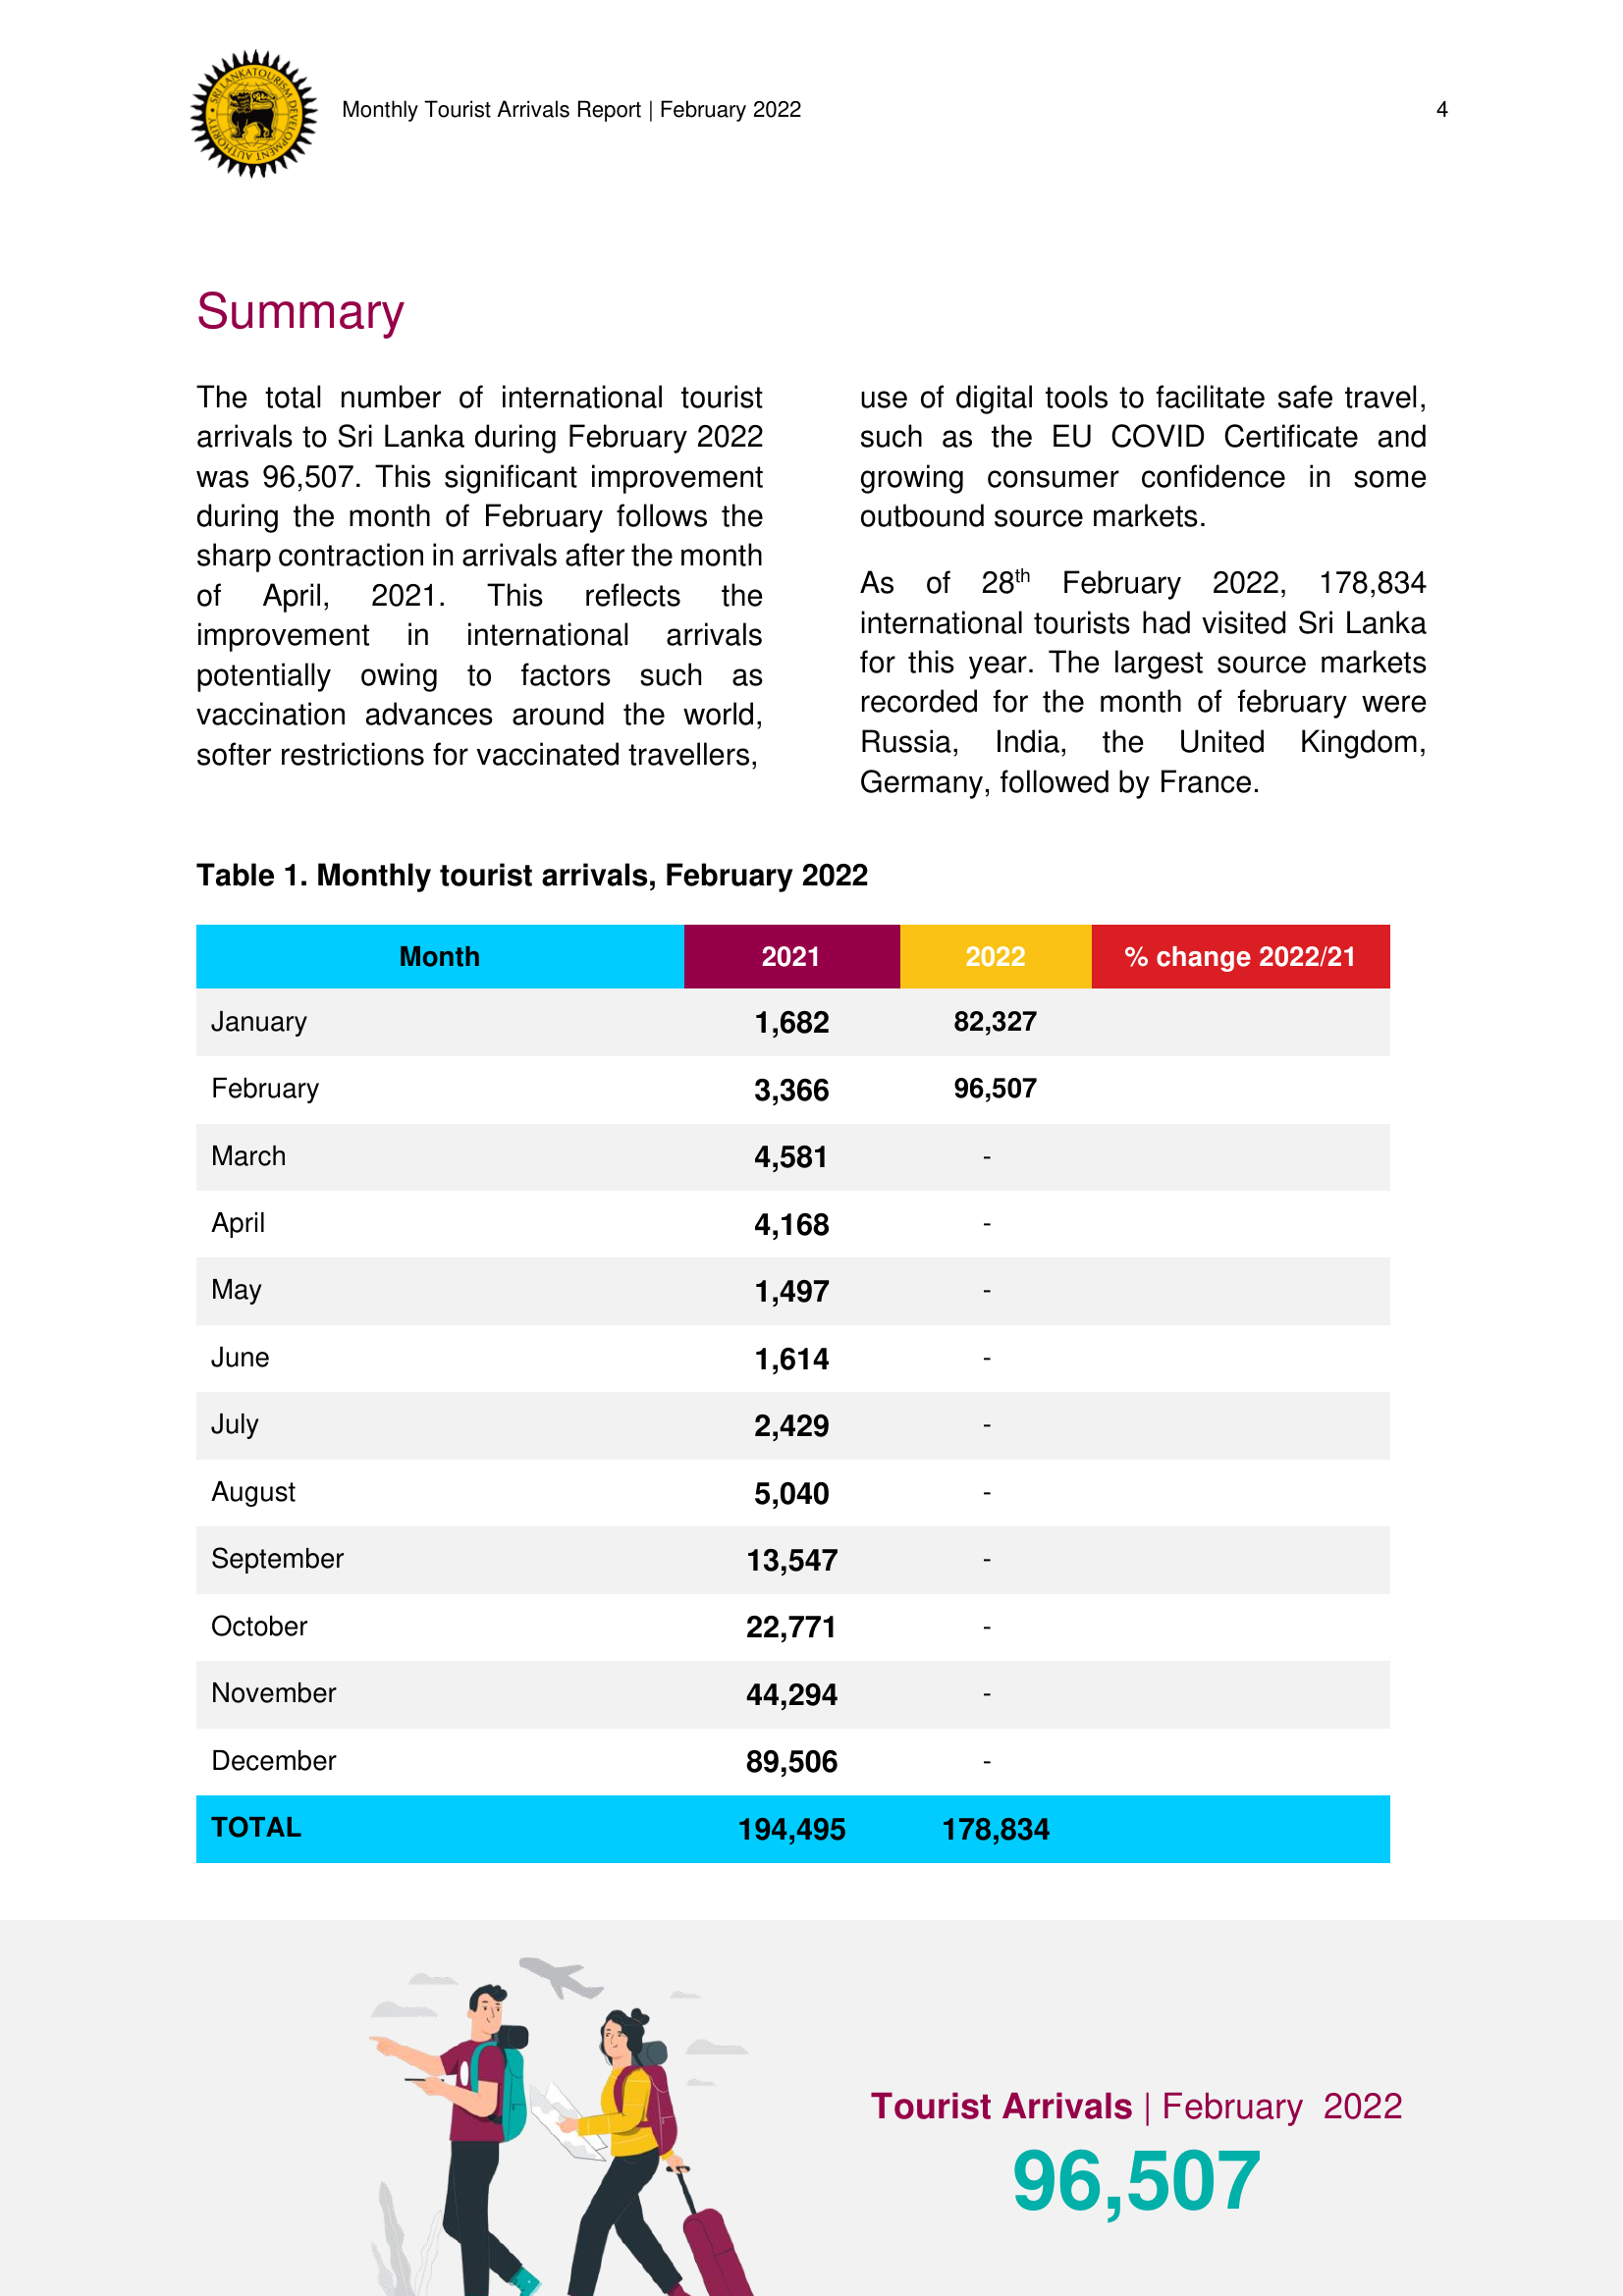 SRI LANKA TOURISM DEVELOPMENT AUTHORITY
Monthly Tourist Arrivals Report | February 2022
4
Summary
The total number of international tourist
arrivals to Sri Lanka during February 2022
was 96,507. This significant improvement
during the month of February follows the
sharp contraction in arrivals after the month
of April, 2021. This reflects the
improvement in international arrivals
potentially owing to factors such as
vaccination advances around the world,
softer restrictions for vaccinated travellers,
use of digital tools to facilitate safe travel,
such as the EU COVID Certificate and
growing consumer confidence in some
outbound source markets.
As of 28th February 2022, 178,834
international tourists had visited Sri Lanka
for this year. The largest source markets
recorded for the month of february were
Russia, India, the United Kingdom,
Germany, followed by France.
Table 1. Monthly tourist arrivals, February 2022
Month 2021 2022 % change 2022/21
January 1,682 82,327
February 3,366 96,507
March 4,581 -
April 4,168 -
May 1,497 -
June 1,614 -
July 2,429 -
August 5,040 -
September 13,547 -
October 22,771 -
November 44,294 -
December 89,506 -
TOTAL 194,495 178,834
Tourist Arrivals | February 2022
96,507